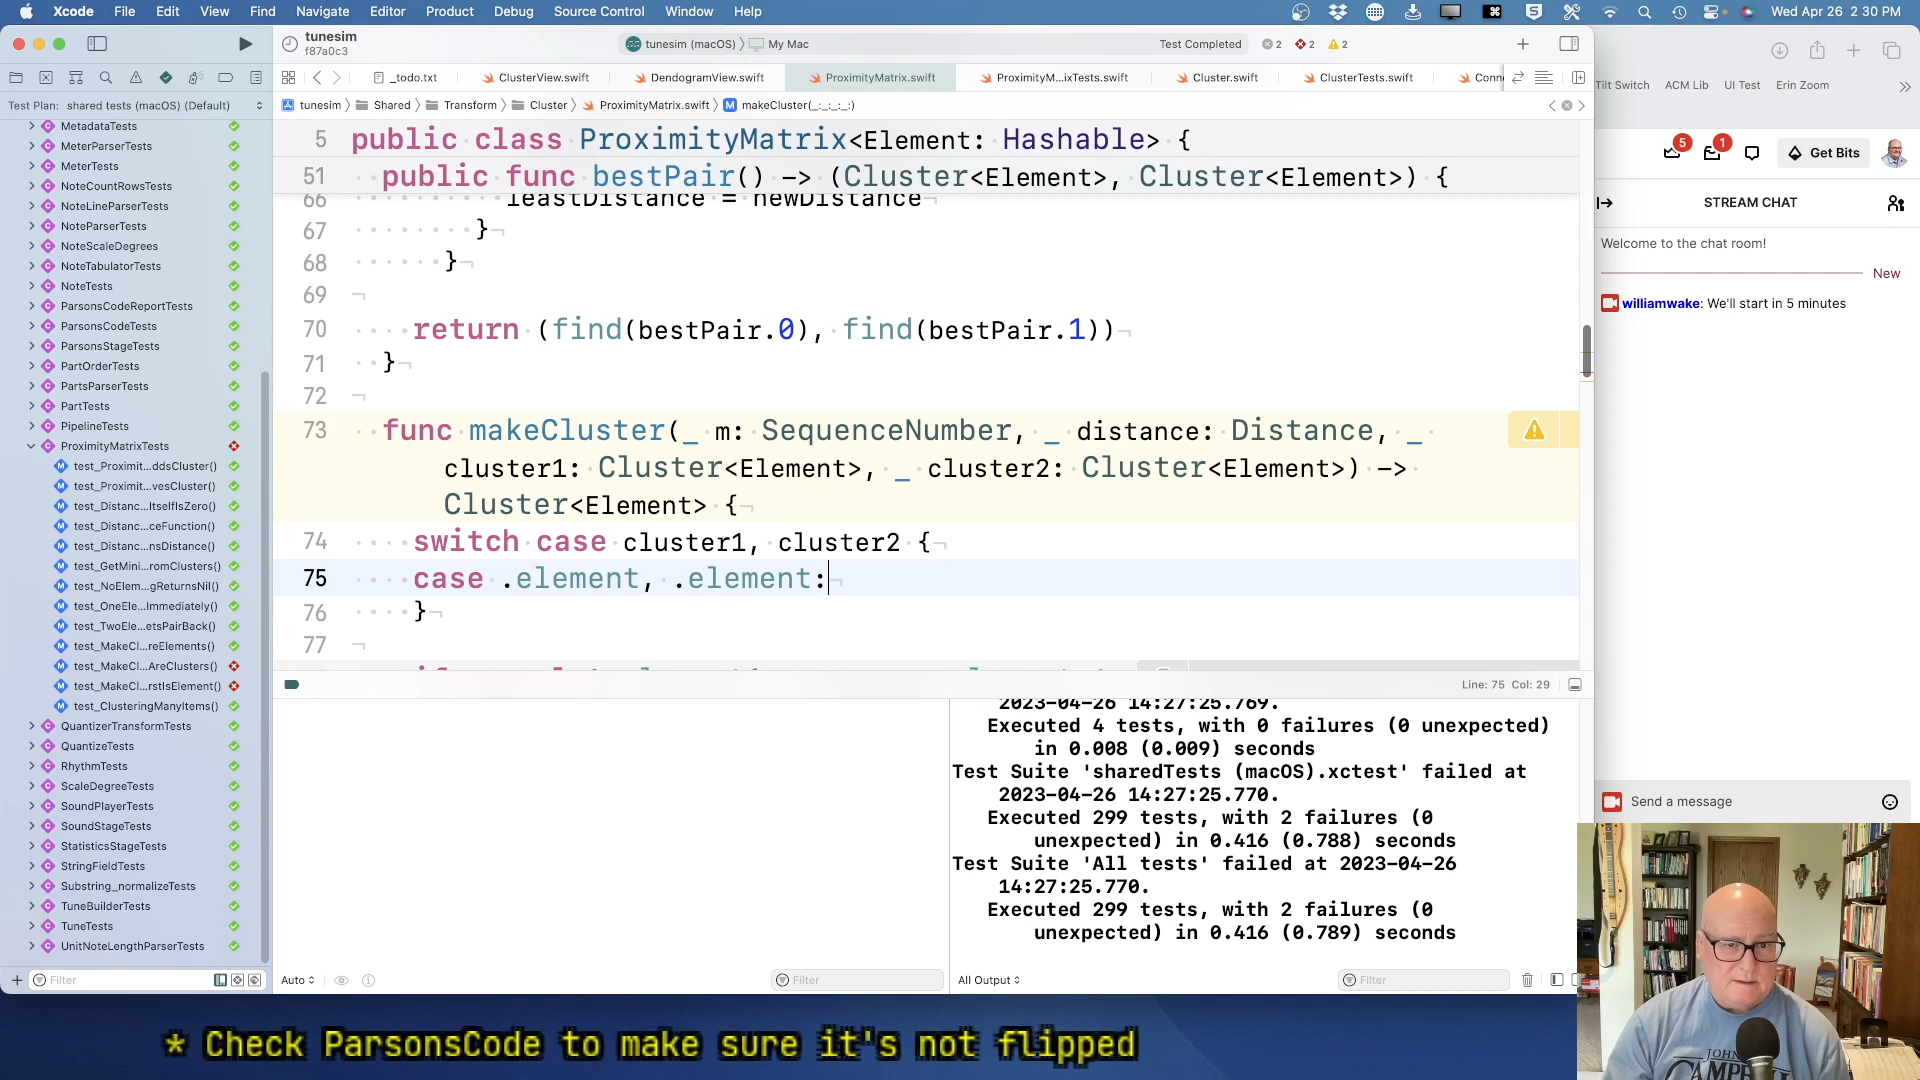 Xcode File Edit View Find Navigate Editor Product Debug Source Control Window Help Wed Apr 26 2 30 PM
tunesim
f87a0c3
tunesim (macOS) My Mac Test Completed 2 2 2
_todo.txt ClusterView.swift DendogramView.swift ProximityMatrix.swift ProximityM...ixTests.swift Cluster.swift ClusterTests.swift Conn
Tilt Switch ACM Lib UI Test Erin Zoom
Test Plan: shared tests (macOS) (Default)
tunesim Shared Transform Cluster ProximityMatrix.swift makeCluster(_:_:_:_:)
MetadataTests
MeterParserTests
MeterTests
NoteCountRowsTests
NoteLineParserTests
NoteParserTests
NoteScaleDegrees
NoteTabulatorTests
NoteTests
ParsonsCodeReportTests
ParsonsCodeTests
ParsonsStageTests
PartOrderTests
PartsParserTests
PartTests
PipelineTests
ProximityMatrixTests
test_Proximit...ddsCluster()
test_Proximit...vesCluster()
test_Distanc...ItselfIsZero()
test_Distanc...ceFunction()
test_Distanc...nsDistance()
test_GetMini...romClusters()
test_NoElem...gReturnsNil()
test_OneEle...Immediately()
test_TwoEle...etsPairBack()
test_MakeCl...reElements()
test_MakeCl...AreClusters()
test_MakeCl...rstIsElement()
test_ClusteringManyItems()
QuantizerTransformTests
QuantizeTests
RhythmTests
ScaleDegreeTests
SoundPlayerTests
SoundStageTests
StatisticsStageTests
StringFieldTests
Substring_normalizeTests
TuneBuilderTests
TuneTests
UnitNoteLengthParserTests
Filter
5 public class ProximityMatrix<Element: Hashable> {
51 public func bestPair() -> (Cluster<Element>, Cluster<Element>) {
66 leastDistance = newDistance
67 }
68 }
69
70 return (find(bestPair.0), find(bestPair.1))
71 }
72
73 func makeCluster(_ m: SequenceNumber, _ distance: Distance, _
cluster1: Cluster<Element>, _ cluster2: Cluster<Element>) ->
Cluster<Element> {
74 switch case cluster1, cluster2 {
75 case .element, .element:
76 }
77
Line: 75 Col: 29
2023-04-26 14:27:25.769.
Executed 4 tests, with 0 failures (0 unexpected)
in 0.008 (0.009) seconds
Test Suite 'sharedTests (macOS).xctest' failed at
2023-04-26 14:27:25.770.
Executed 299 tests, with 2 failures (0
unexpected) in 0.416 (0.788) seconds
Test Suite 'All tests' failed at 2023-04-26
14:27:25.770.
Executed 299 tests, with 2 failures (0
unexpected) in 0.416 (0.789) seconds
Auto Filter All Output Filter
5 1 Get Bits
STREAM CHAT
Welcome to the chat room!
New
williamwake: We'll start in 5 minutes
Send a message
* Check ParsonsCode to make sure it's not flipped